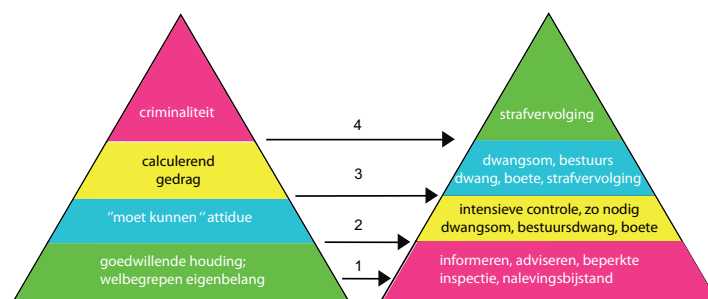 criminaliteit
calculerend
gedrag
"moet kunnen" attidue
goedwillende houding;
welbegrepen eigenbelang
4
3
2
1
strafvervolging
dwangsom, bestuurs
dwang, boete, strafvervolging
intensieve controle, zo nodig
dwangsom, bestuursdwang, boete
informeren, adviseren, beperkte
inspectie, nalevingsbijstand